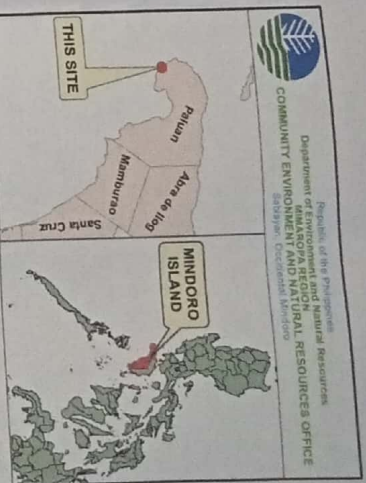 Republic of the Philippines
Department of Environment and Natural Resources
MIMAROPA REGION
COMMUNITY ENVIRONMENT AND NATURAL RESOURCES OFFICE
Sablayan, Occidental Mindoro
THIS SITE
Paluan
Abra de Ilog
Mamburao
Santa Cruz
MINDORO
ISLAND